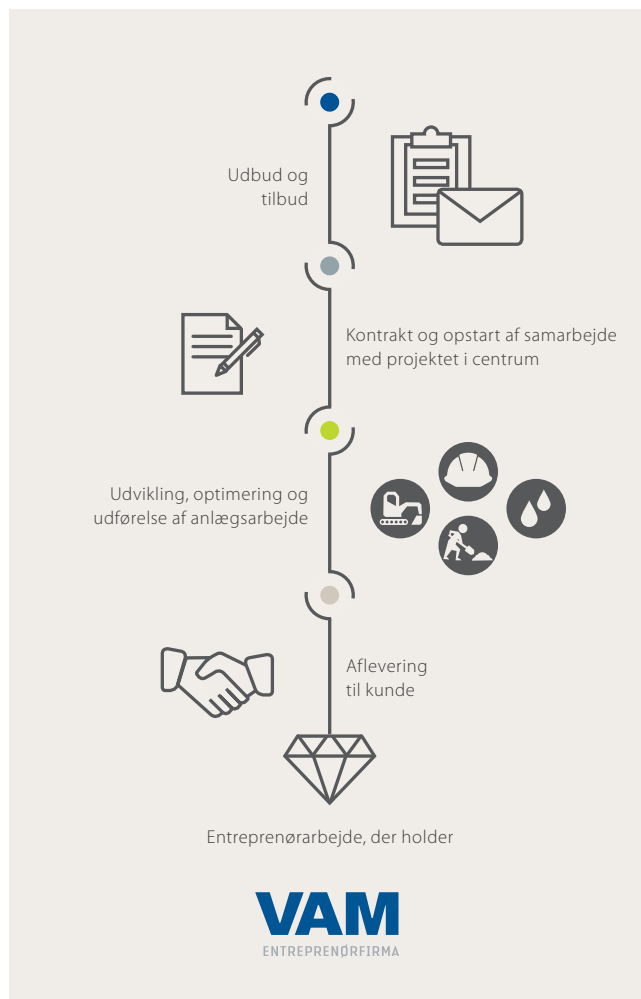 Udbud og
tilbud
Kontrakt og opstart af samarbejde
med projektet i centrum
Udvikling, optimering og
udførelse af anlægsarbejde
Aflevering
til kunde
Entreprenørarbejde, der holder
VAM
ENTREPRENØRFIRMA